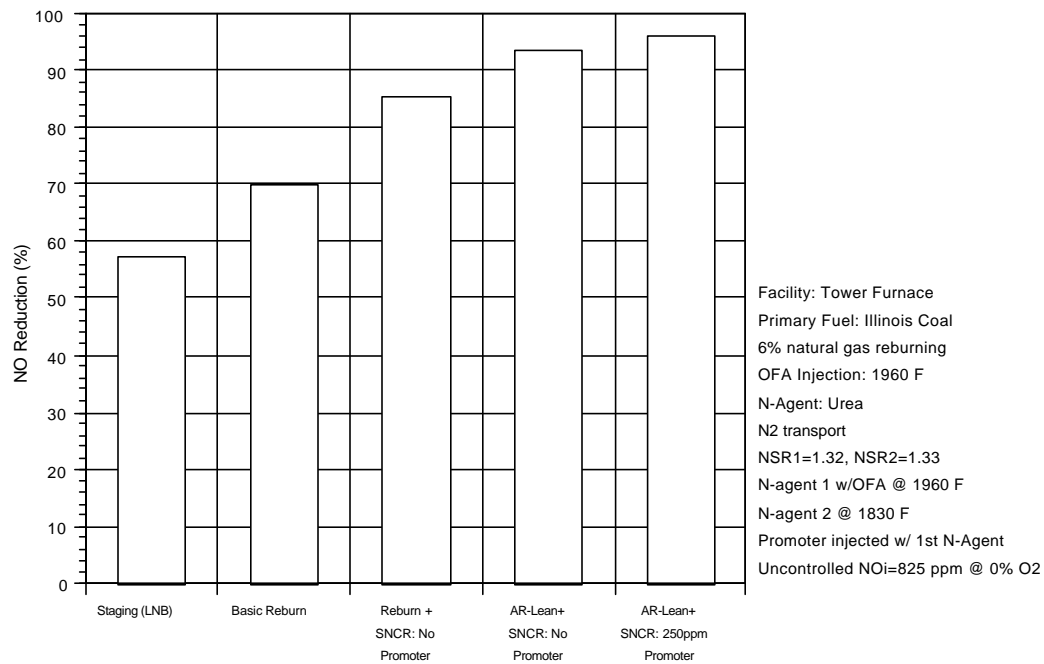 100
90
80
70
60
50
40
30
20
10
0
NO Reduction (%)
Staging (LNB)
Basic Reburn
Reburn +
SNCR: No
Promoter
AR-Lean+
SNCR: No
Promoter
AR-Lean+
SNCR: 250ppm
Promoter
Facility: Tower Furnace
Primary Fuel: Illinois Coal
6% natural gas reburning
OFA Injection: 1960 F
N-Agent: Urea
N2 transport
NSR1=1.32, NSR2=1.33
N-agent 1 w/OFA @ 1960 F
N-agent 2 @ 1830 F
Promoter injected w/ 1st N-Agent
Uncontrolled NOi=825 ppm @ 0% O2